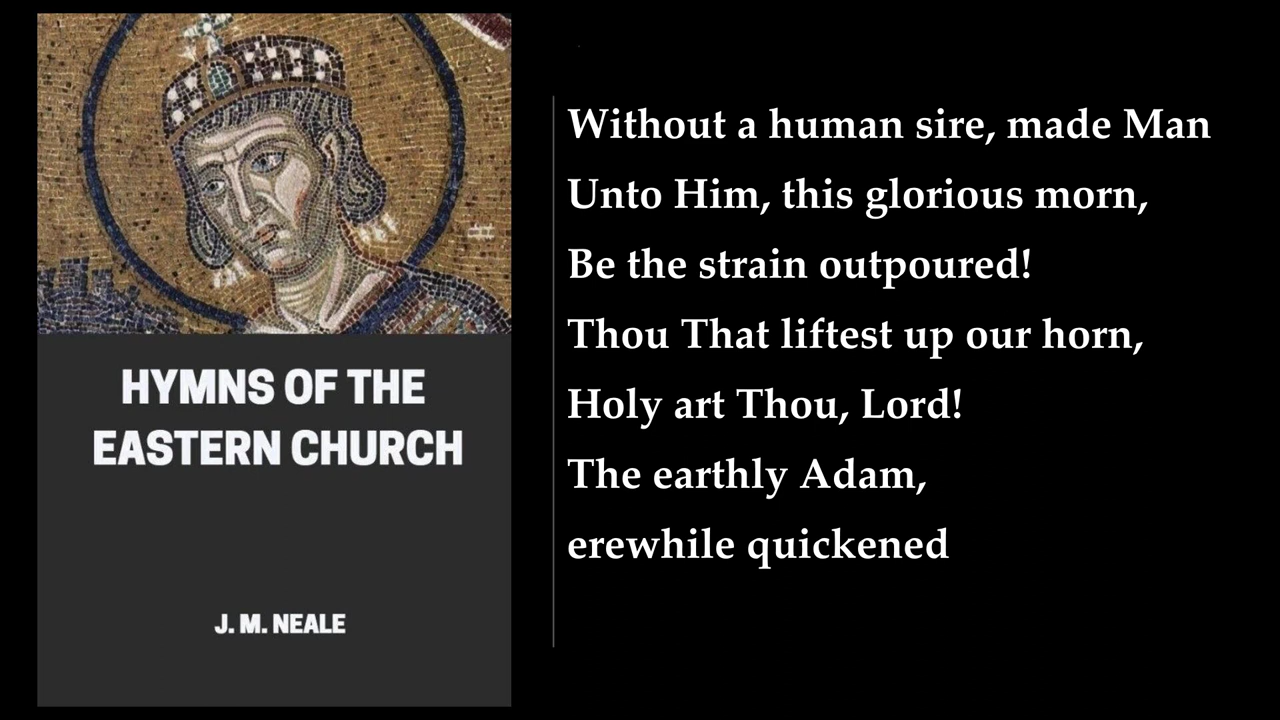 HYMNS OF THE
EASTERN CHURCH
J. M. NEALE
Without a human sire, made Man
Unto Him, this glorious morn,
Be the strain outpoured!
Thou That liftest up our horn,
Holy art Thou, Lord!
The earthly Adam,
erewhile quickened